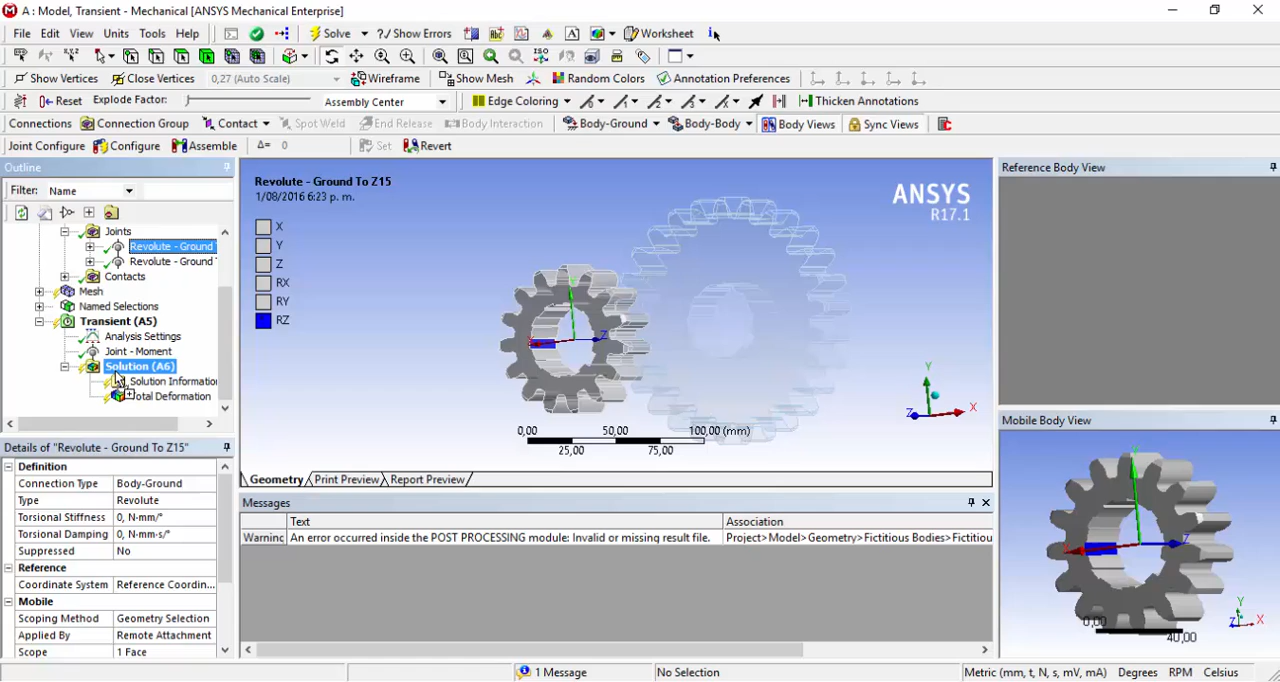 A : Model, Transient - Mechanical [ANSYS Mechanical Enterprise]
File Edit View Units Tools Help Solve ?/Show Errors Worksheet
Show Vertices Close Vertices 0,27 (Auto Scale) Wireframe Show Mesh Random Colors Annotation Preferences
Reset Explode Factor: Assembly Center Edge Coloring Thicken Annotations
Connections Connection Group Contact Spot Weld End Release Body Interaction Body-Ground Body-Body Body Views Sync Views
Joint Configure Configure Assemble Δ= 0 Set Revert
Outline
Filter: Name
Joints
Revolute - Ground
Revolute - Ground
Contacts
Mesh
Named Selections
Transient (A5)
Analysis Settings
Joint - Moment
Solution (A6)
Solution Informatio
Total Deformation
Details of "Revolute - Ground To Z15"
Definition
Connection Type Body-Ground
Type Revolute
Torsional Stiffness 0, N·mm/°
Torsional Damping 0, N·mm·s/°
Suppressed No
Reference
Coordinate System Reference Coordin...
Mobile
Scoping Method Geometry Selection
Applied By Remote Attachment
Scope 1 Face
Revolute - Ground To Z15
1/08/2016 6:23 p. m.
X
Y
Z
RX
RY
RZ
ANSYS
R17.1
Y
Z
X
Z
0,00 50,00 100,00 (mm)
25,00 75,00
Geometry Print Preview Report Preview
Messages
Text Association
Warning An error occurred inside the POST PROCESSING module: Invalid or missing result file. Project>Model>Geometry>Fictitious Bodies>Fictitiou
Reference Body View
Mobile Body View
Y
X
Z
0,00
40,00
Y
Z
X
1 Message No Selection Metric (mm, t, N, s, mV, mA) Degrees RPM Celsius